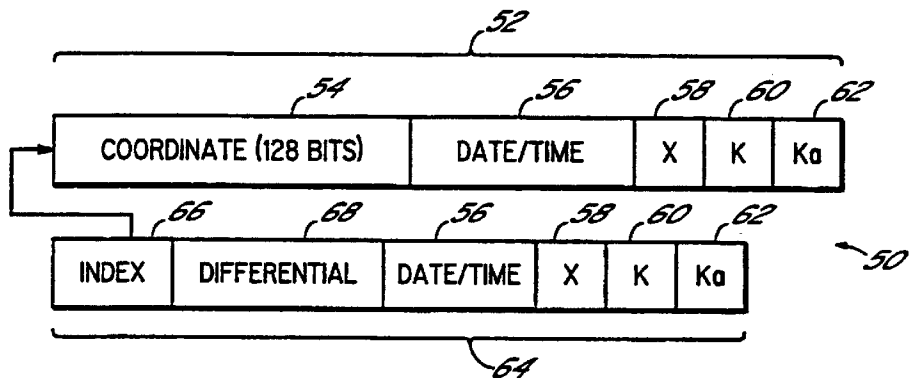 52
54 56 58 60 62
COORDINATE (128 BITS) DATE/TIME X K Ka
66 68 56 58 60 62
INDEX DIFFERENTIAL DATE/TIME X K Ka
50
64